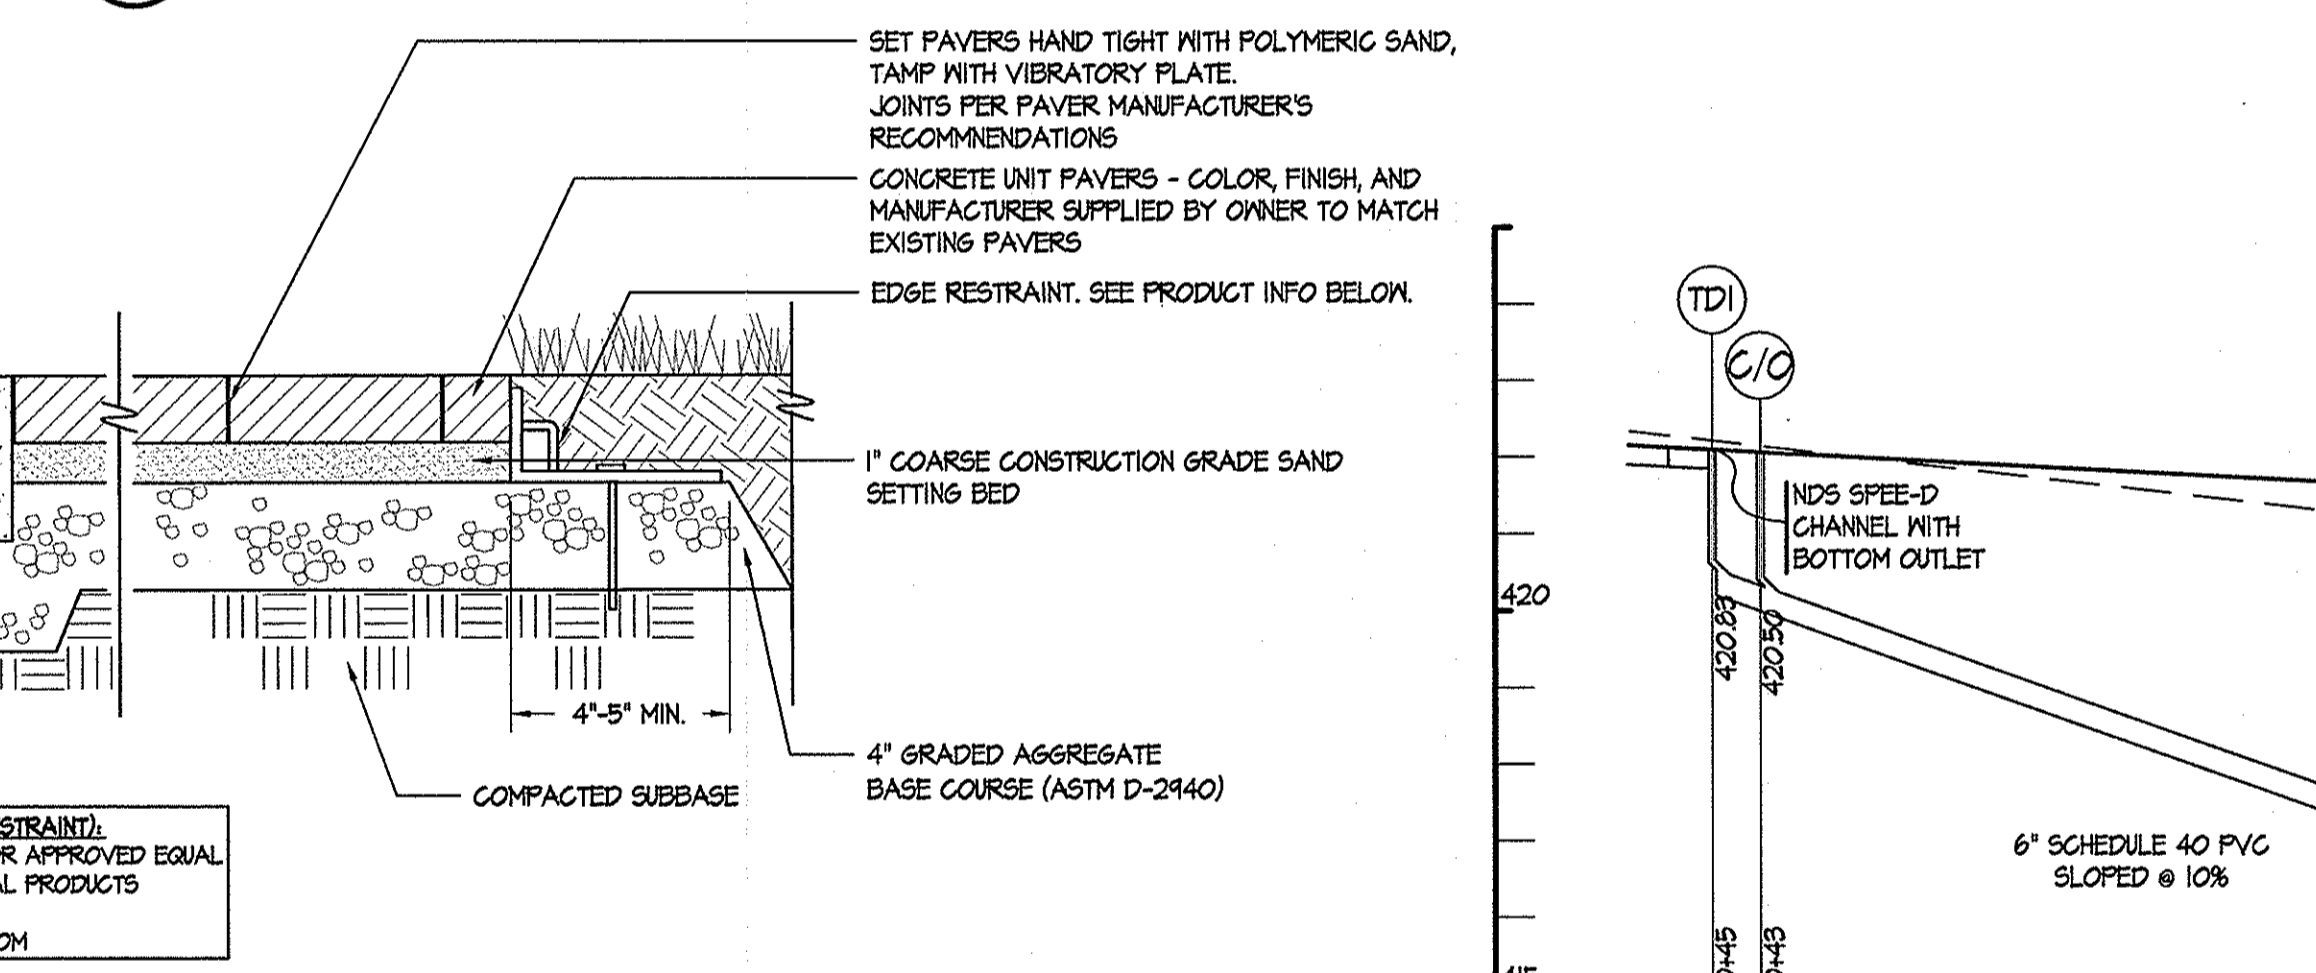 SET PAVERS HAND TIGHT WITH POLYMERIC SAND,
TAMP WITH VIBRATORY PLATE.
JOINTS PER PAVER MANUFACTURER'S
RECOMMNENDATIONS
CONCRETE UNIT PAVERS - COLOR, FINISH, AND
MANUFACTURER SUPPLIED BY OWNER TO MATCH
EXISTING PAVERS
EDGE RESTRAINT. SEE PRODUCT INFO BELOW.
1" COARSE CONSTRUCTION GRADE SAND
SETTING BED
4"-5" MIN.
4" GRADED AGGREGATE
BASE COURSE (ASTM D-2940)
COMPACTED SUBBASE
STRAINT):
OR APPROVED EQUAL
AL PRODUCTS
OM
TD1
C/O
NDS SPEE-D
CHANNEL WITH
BOTTOM OUTLET
420
420.83
420.50
6" SCHEDULE 40 PVC
SLOPED @ 10%
+45
+43